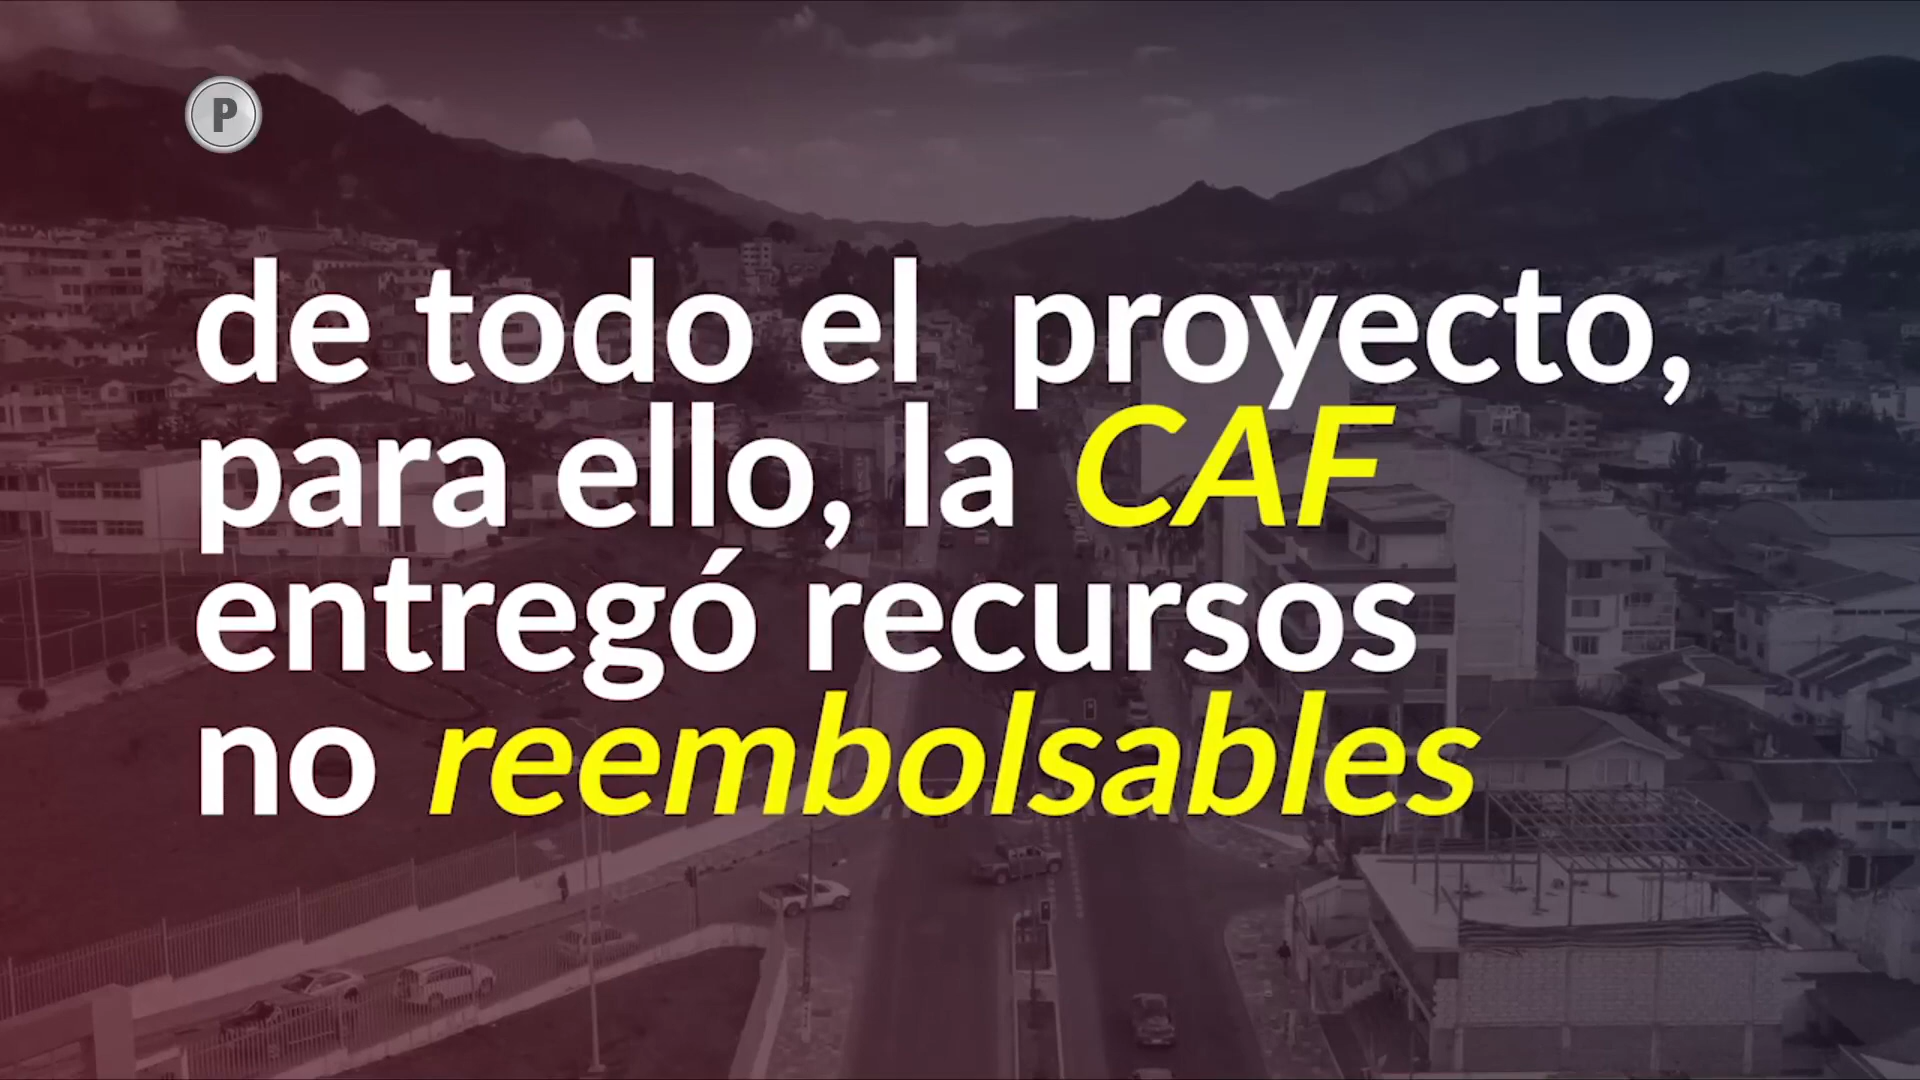 P
de todo el proyecto,
para ello, la CAF
entregó recursos
no reembolsables